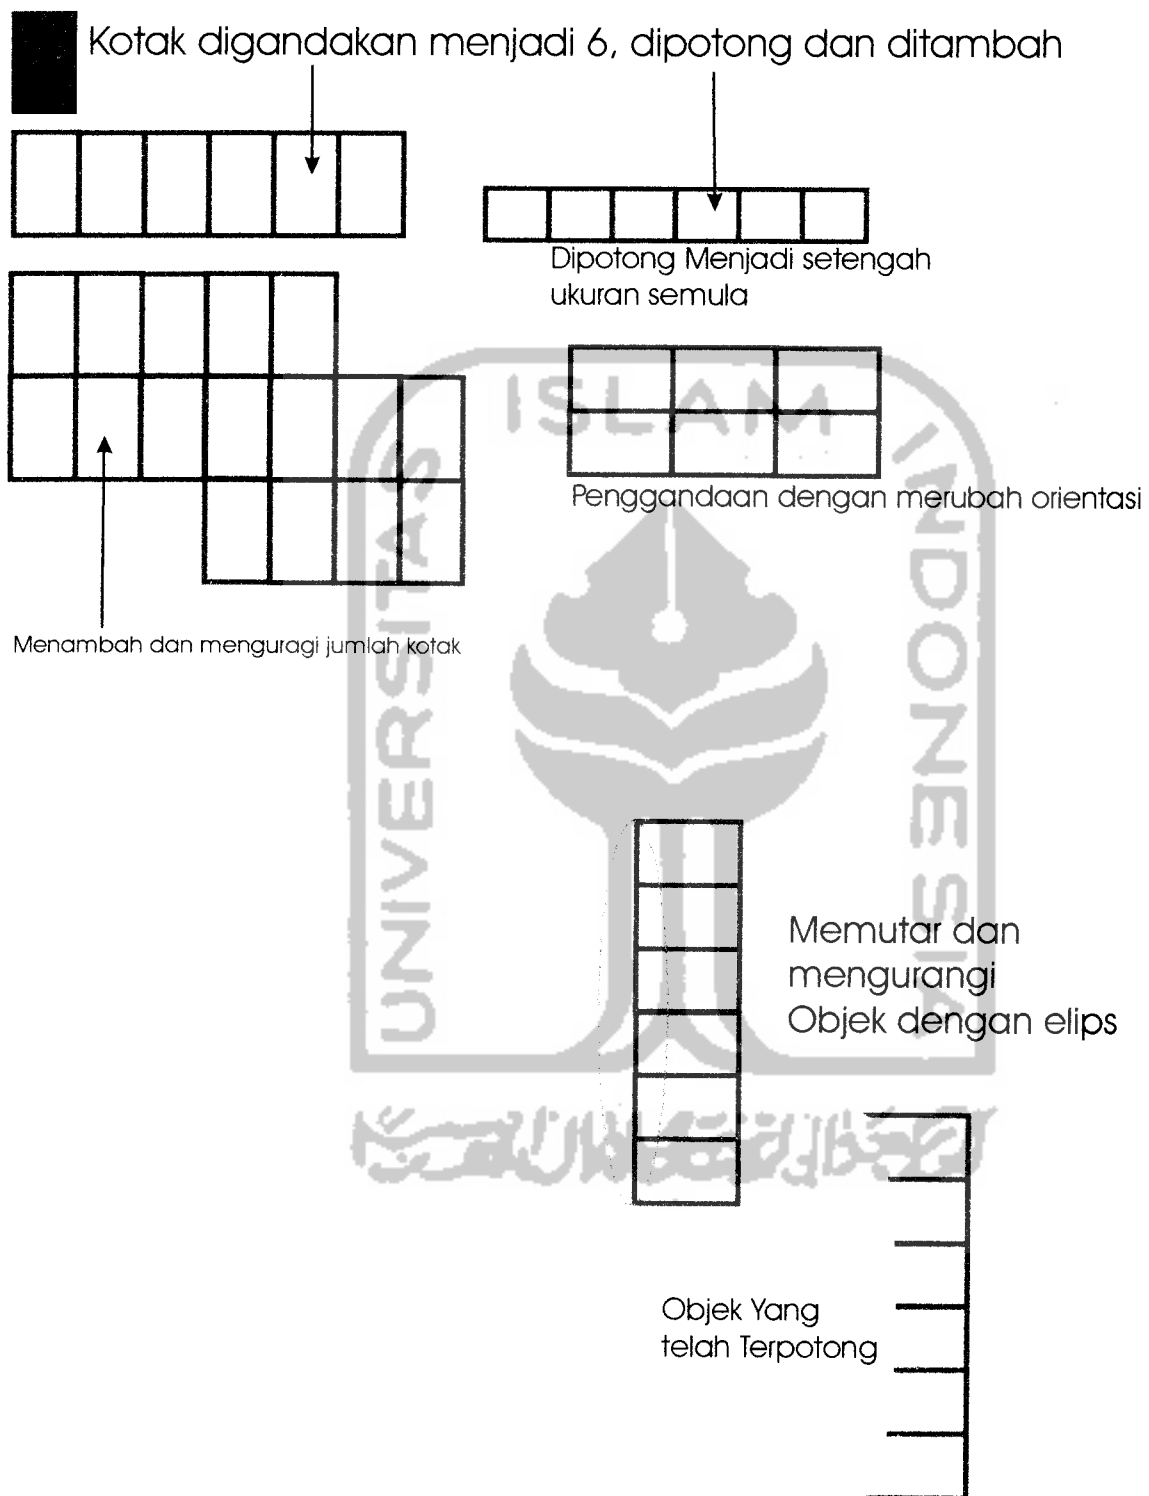 Kotak digandakan menjadi 6, dipotong dan ditambah
Dipotong Menjadi setengah
ukuran semula
Penggandaan dengan merubah orientasi
Menambah dan menguragi jumlah kotak
UNIVERSITAS
ISLAM
INDONESIA
Memutar dan
mengurangi
Objek dengan elips
Objek Yang
telah Terpotong